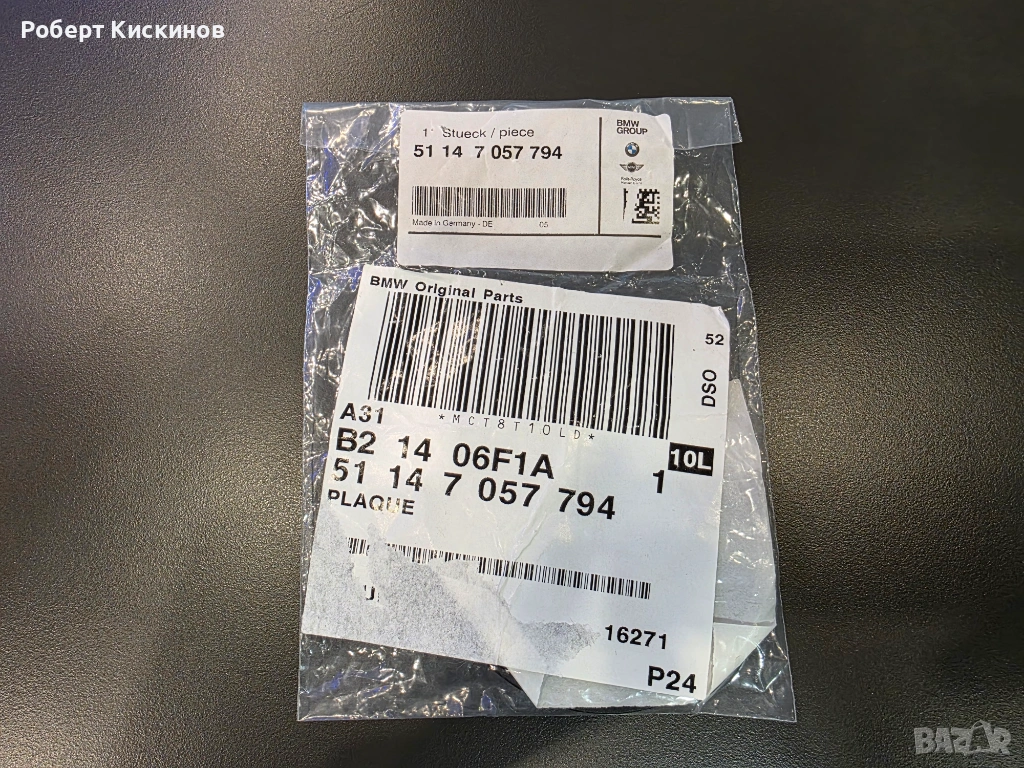 Роберт Кискинов
1 Stueck / piece
51 14 7 057 794
Made in Germany - DE 05
BMW
GROUP
BMW Original Parts
52
DSO
*MCT8T1OLD*
A31
B2 14 06F1A
10L
51 14 7 057 794
1
PLAQUE
16271
P24
BAZAR